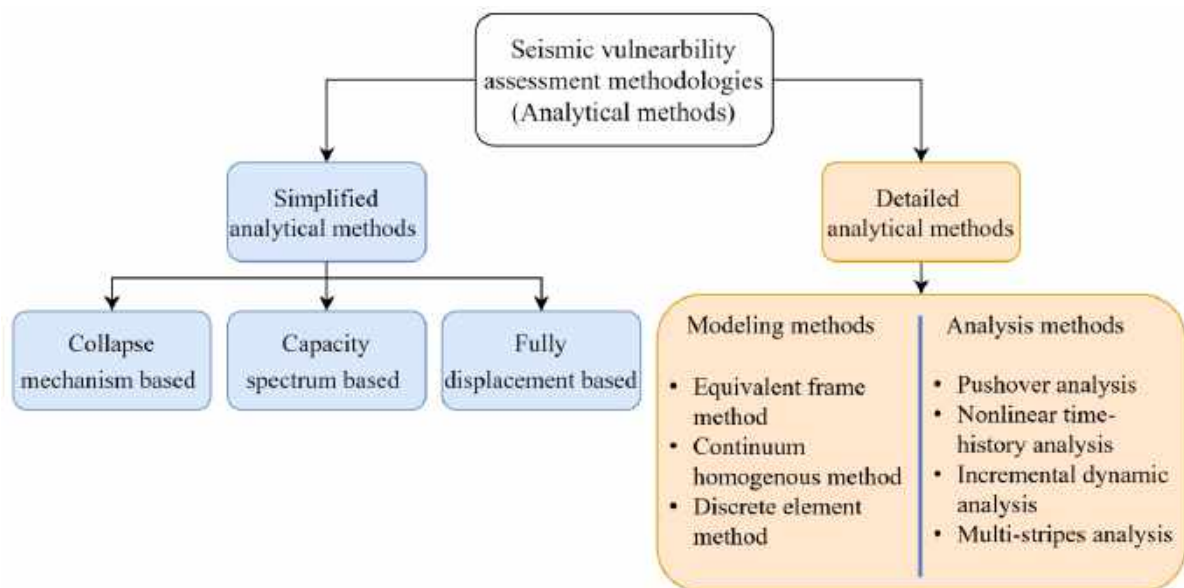 Seismic vulnearbility
assessment methodologies
(Analytical methods)
Simplified
analytical methods
Detailed
analytical methods
Collapse
mechanism based
Capacity
spectrum based
Fully
displacement based
Modeling methods
• Equivalent frame
method
• Continuum
homogenous method
• Discrete element
method
Analysis methods
• Pushover analysis
• Nonlinear time-
history analysis
• Incremental dynamic
analysis
• Multi-stripes analysis